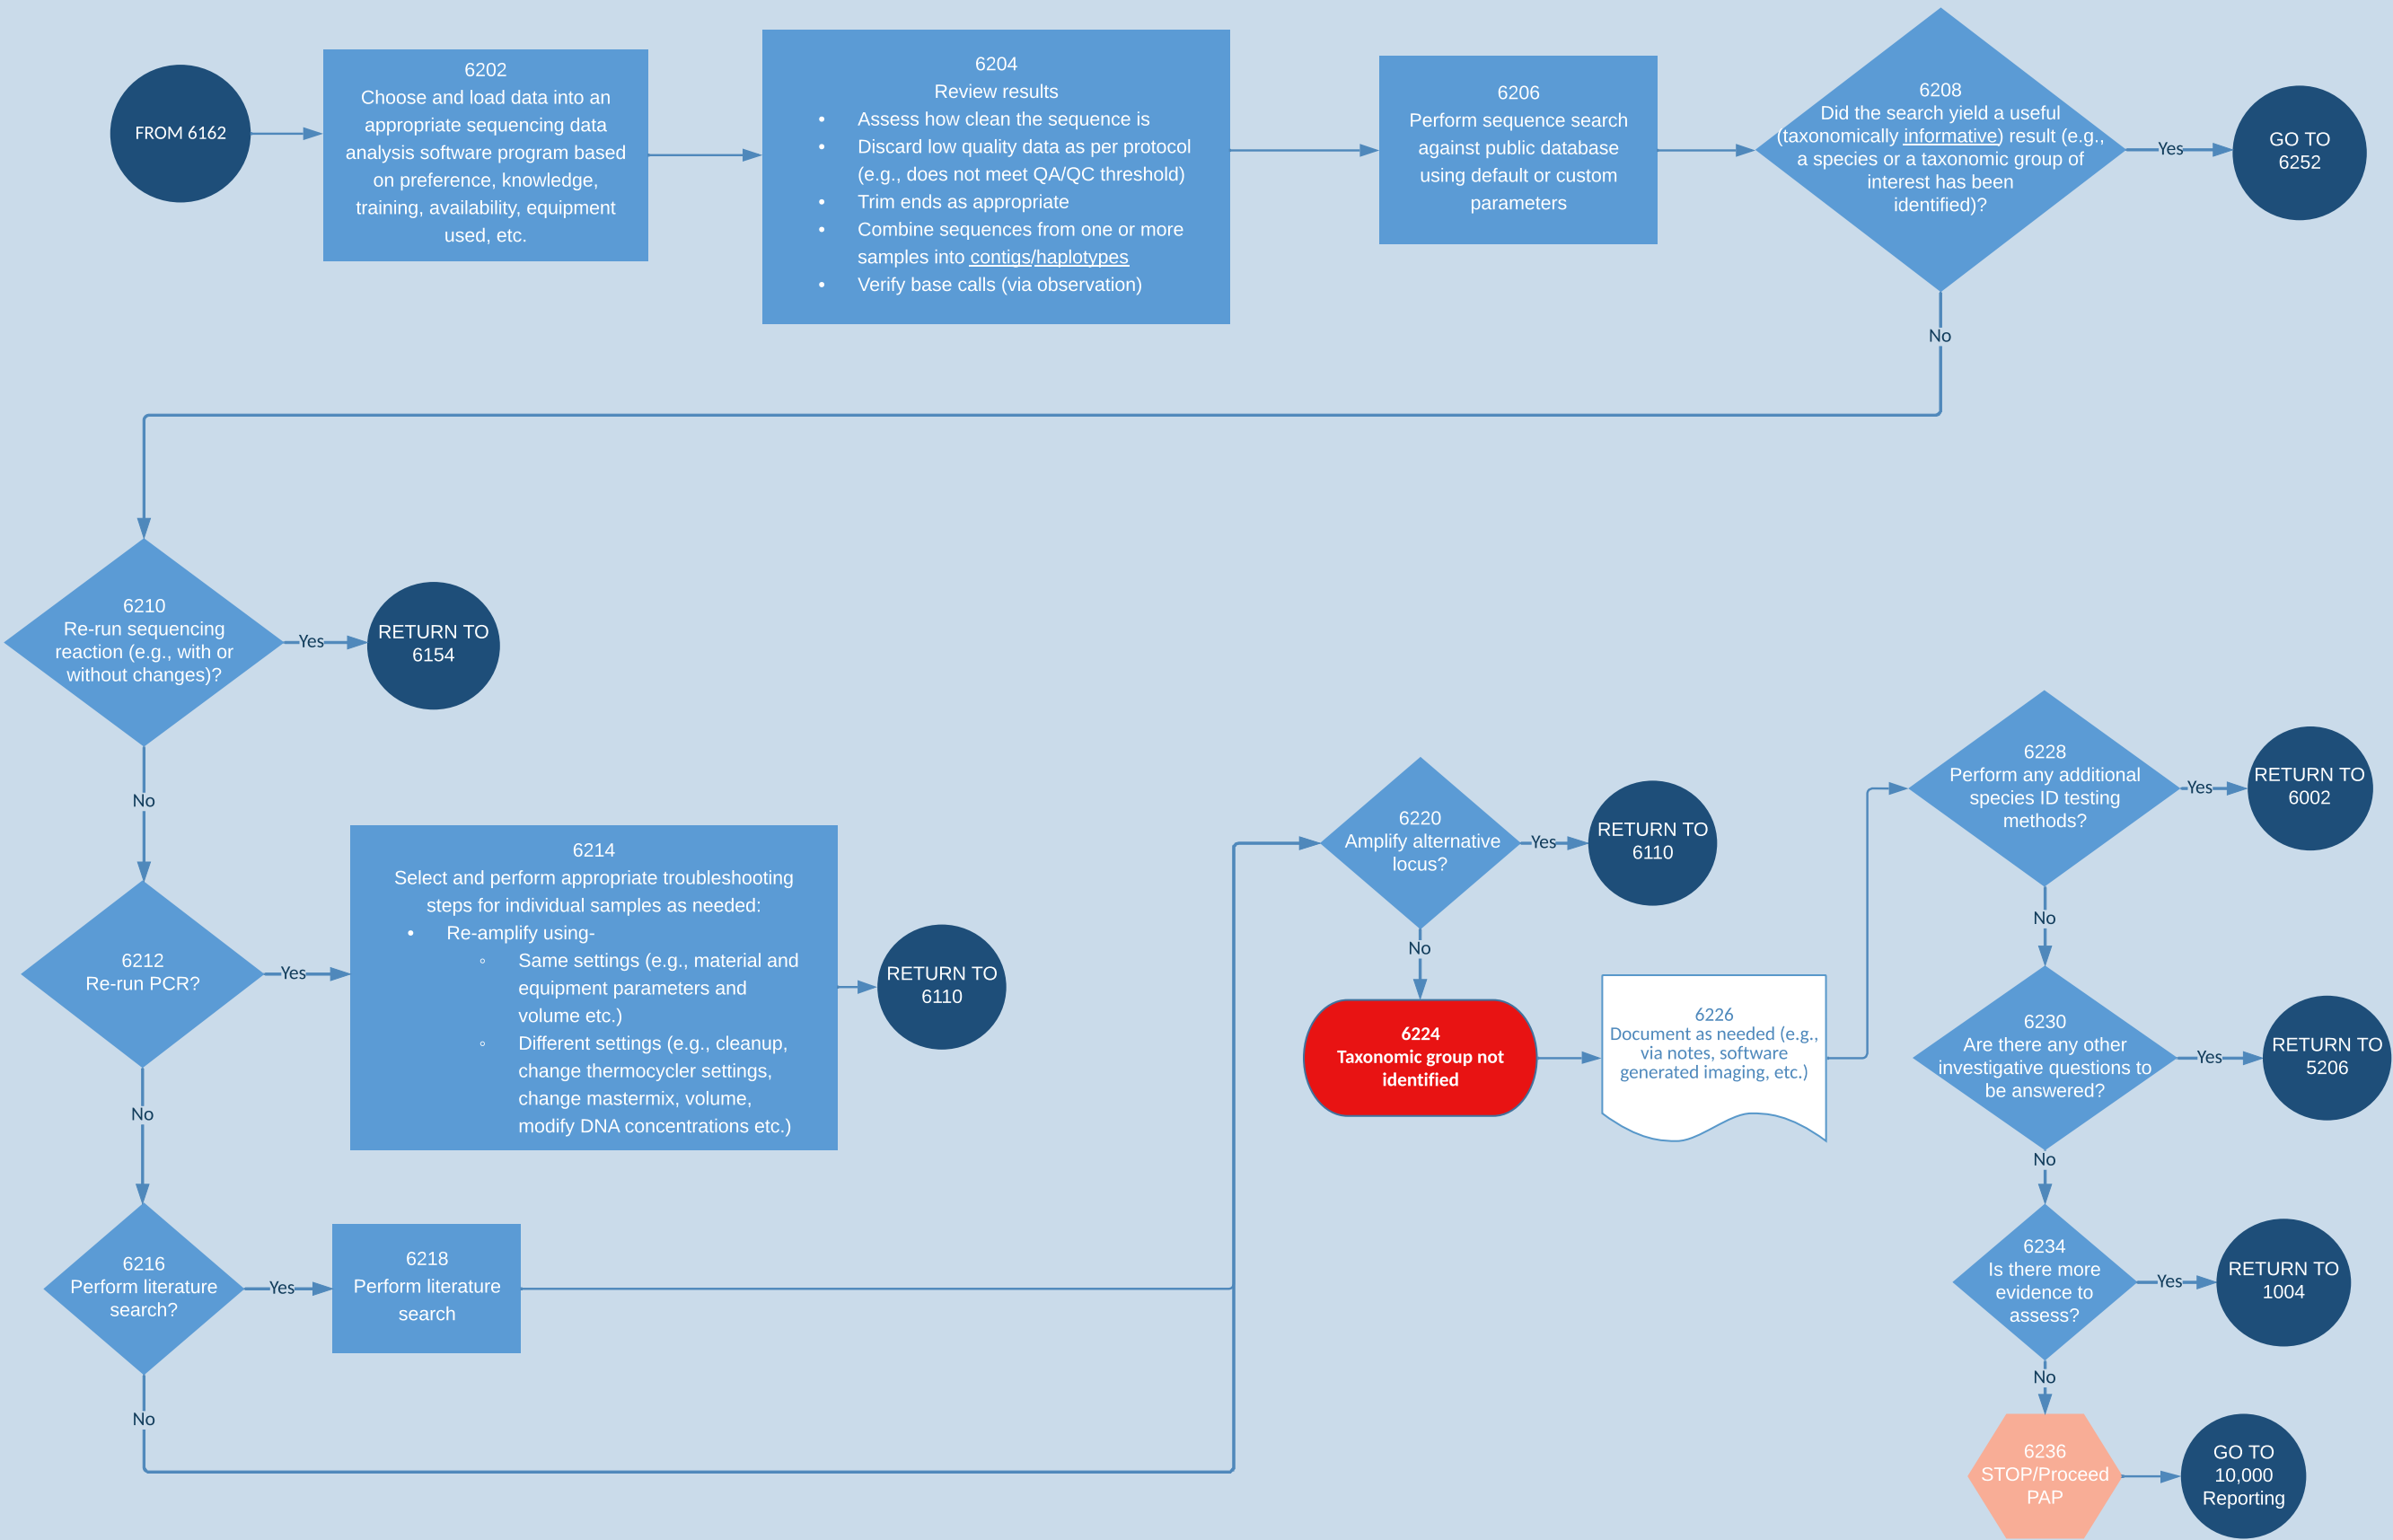 FROM 6162
6202
Choose and load data into an
appropriate sequencing data
analysis software program based
on preference, knowledge,
training, availability, equipment
used, etc.
6204
Review results
• Assess how clean the sequence is
• Discard low quality data as per protocol
(e.g., does not meet QA/QC threshold)
• Trim ends as appropriate
• Combine sequences from one or more
samples into contigs/haplotypes
• Verify base calls (via observation)
6206
Perform sequence search
against public database
using default or custom
parameters
6208
Did the search yield a useful
(taxonomically informative) result (e.g.,
a species or a taxonomic group of
interest has been
identified)?
Yes
GO TO
6252
No
6210
Re-run sequencing
reaction (e.g., with or
without changes)?
Yes
RETURN TO
6154
No
6212
Re-run PCR?
Yes
6214
Select and perform appropriate troubleshooting
steps for individual samples as needed:
• Re-amplify using-
◦ Same settings (e.g., material and
equipment parameters and
volume etc.)
◦ Different settings (e.g., cleanup,
change thermocycler settings,
change mastermix, volume,
modify DNA concentrations etc.)
RETURN TO
6110
No
6216
Perform literature
search?
Yes
6218
Perform literature
search
No
6220
Amplify alternative
locus?
Yes
RETURN TO
6110
No
6224
Taxonomic group not
identified
6226
Document as needed (e.g.,
via notes, software
generated imaging, etc.)
6228
Perform any additional
species ID testing
methods?
Yes
RETURN TO
6002
No
6230
Are there any other
investigative questions to
be answered?
Yes
RETURN TO
5206
No
6234
Is there more
evidence to
assess?
Yes
RETURN TO
1004
No
6236
STOP/Proceed
PAP
GO TO
10,000
Reporting